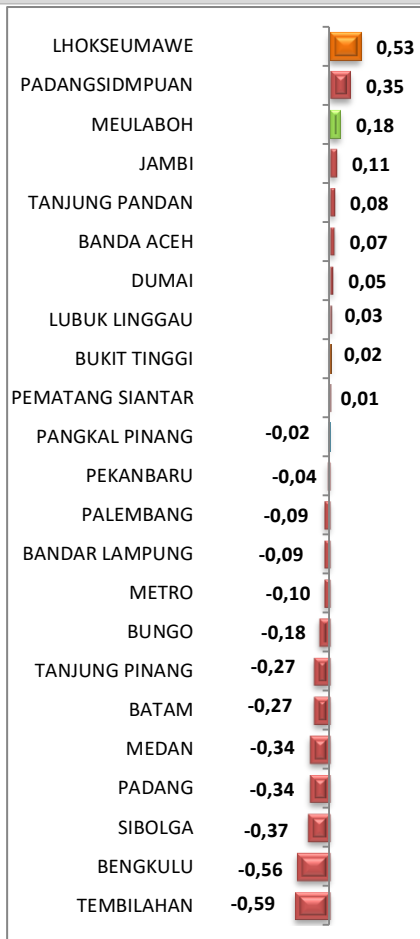 LHOKSEUMAWE 0,53
PADANGSIDMPUAN 0,35
MEULABOH 0,18
JAMBI 0,11
TANJUNG PANDAN 0,08
BANDA ACEH 0,07
DUMAI 0,05
LUBUK LINGGAU 0,03
BUKIT TINGGI 0,02
PEMATANG SIANTAR 0,01
PANGKAL PINANG -0,02
PEKANBARU -0,04
PALEMBANG -0,09
BANDAR LAMPUNG -0,09
METRO -0,10
BUNGO -0,18
TANJUNG PINANG -0,27
BATAM -0,27
MEDAN -0,34
PADANG -0,34
SIBOLGA -0,37
BENGKULU -0,56
TEMBILAHAN -0,59